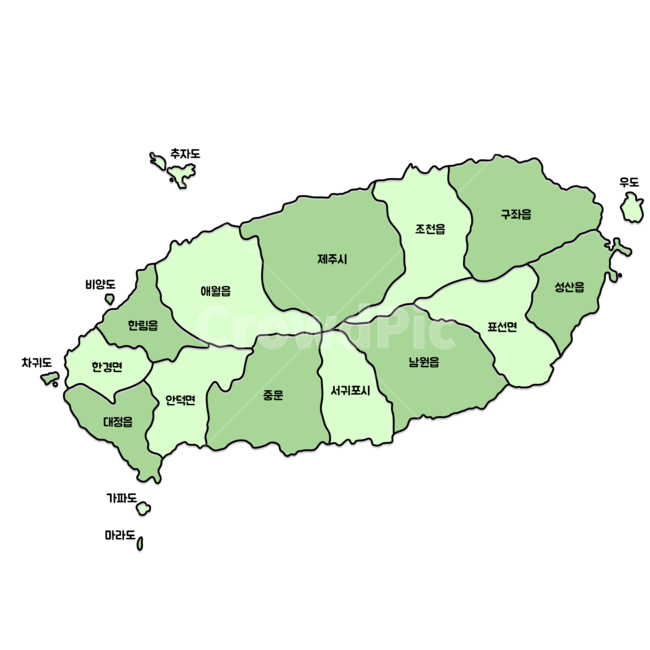 추자도
우도
구좌읍
조천읍
제주시
비양도
애월읍
성산읍
한림읍
표선면
CrowdPic
차귀도
한경면
남원읍
서귀포시
중문
안덕면
대정읍
가파도
마라도